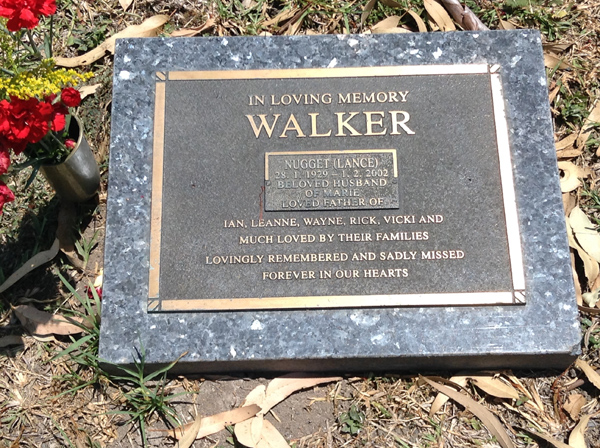 IN LOVING MEMORY
WALKER
NUGGET (LANCE)
28. 1. 1929 – 1. 2. 2002
BELOVED HUSBAND
OF MARIE
LOVED FATHER OF
IAN, LEANNE, WAYNE, RICK, VICKI AND
MUCH LOVED BY THEIR FAMILIES
LOVINGLY REMEMBERED AND SADLY MISSED
FOREVER IN OUR HEARTS